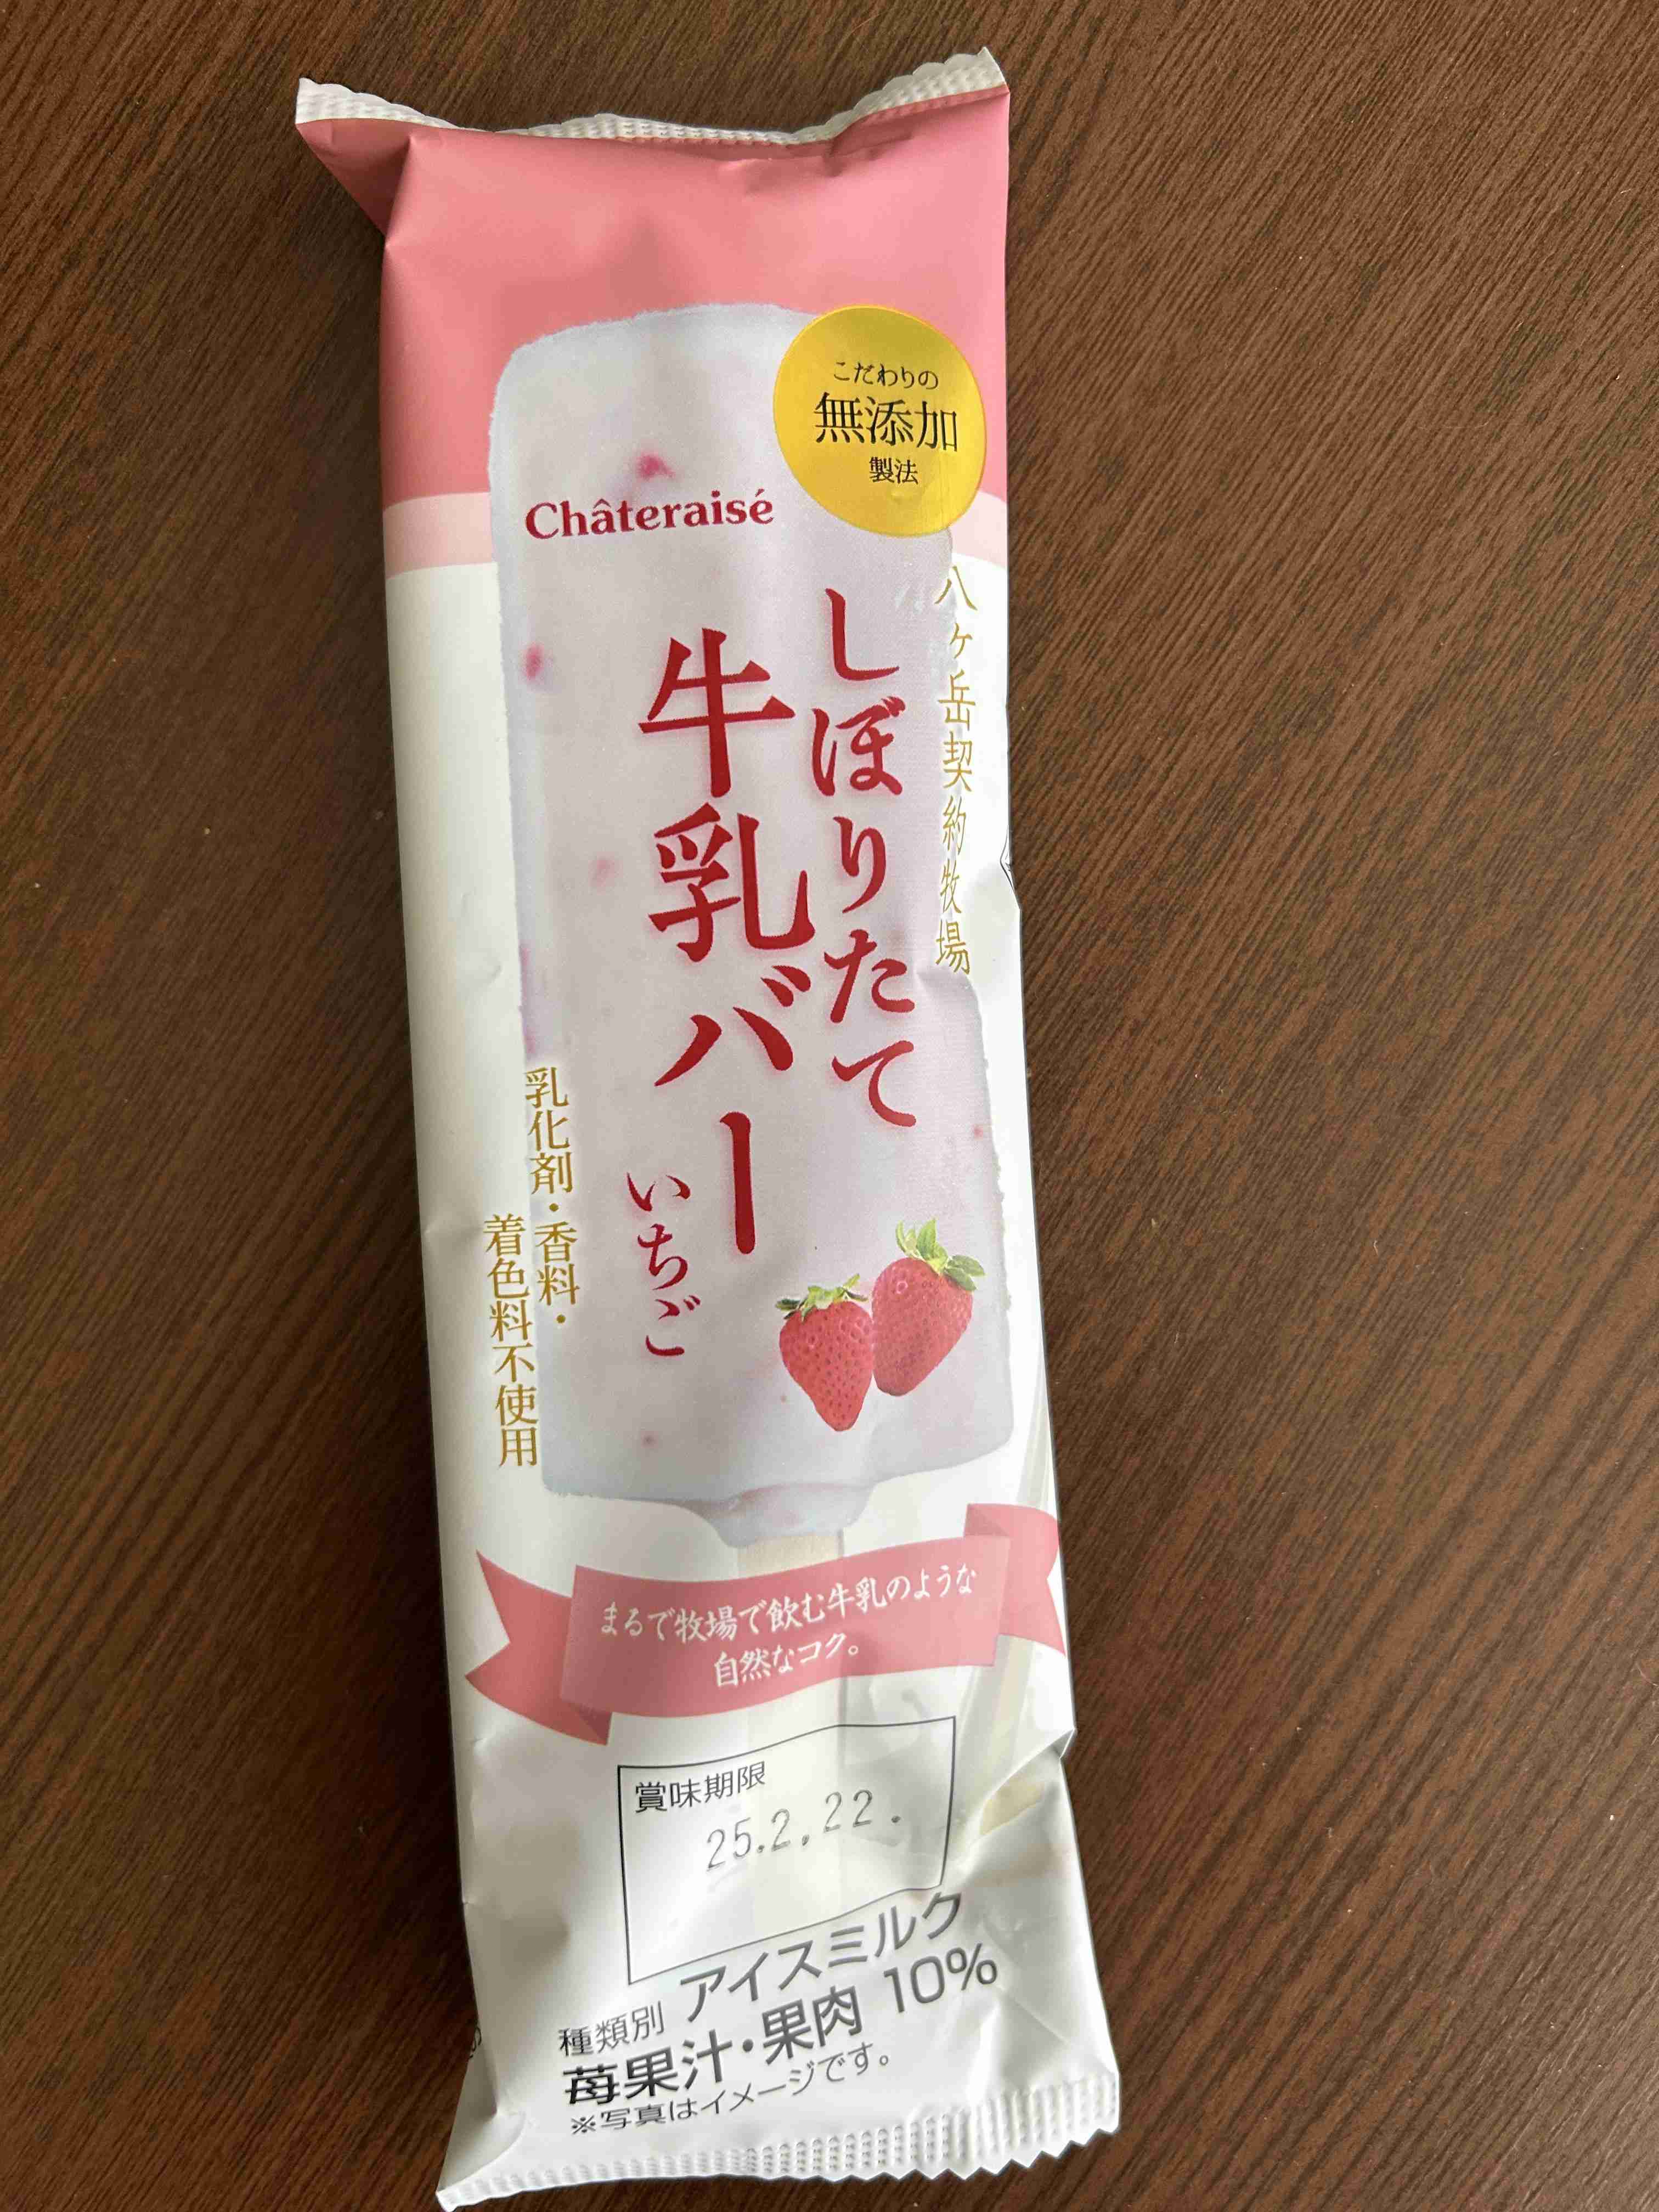 こだわりの
無添加
製法
Châteraisé
八ヶ岳契約牧場
しぼりたて
牛乳バー
いちご
乳化剤・香料・
着色料不使用
まるで牧場で飲む牛乳のような
自然なコク。
賞味期限
25.2.22.
種類別 アイスミルク
苺果汁・果肉 10%
※写真はイメージです。